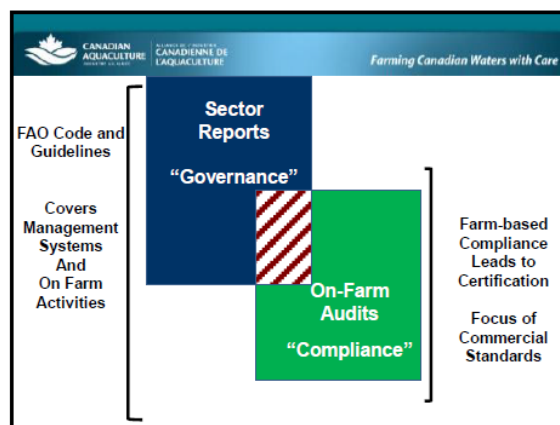 CANADIAN
AQUACULTURE
CANADIENNE DE
L'AQUACULTURE
Farming Canadian Waters with Care
FAO Code and
Guidelines
Covers
Management
Systems
And
On Farm
Activities
Sector
Reports
“Governance”
On-Farm
Audits
“Compliance”
Farm-based
Compliance
Leads to
Certification
Focus of
Commercial
Standards